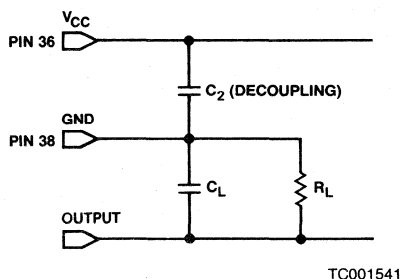 VCC
PIN 36
C2 (DECOUPLING)
GND
PIN 38
CL
RL
OUTPUT
TC001541